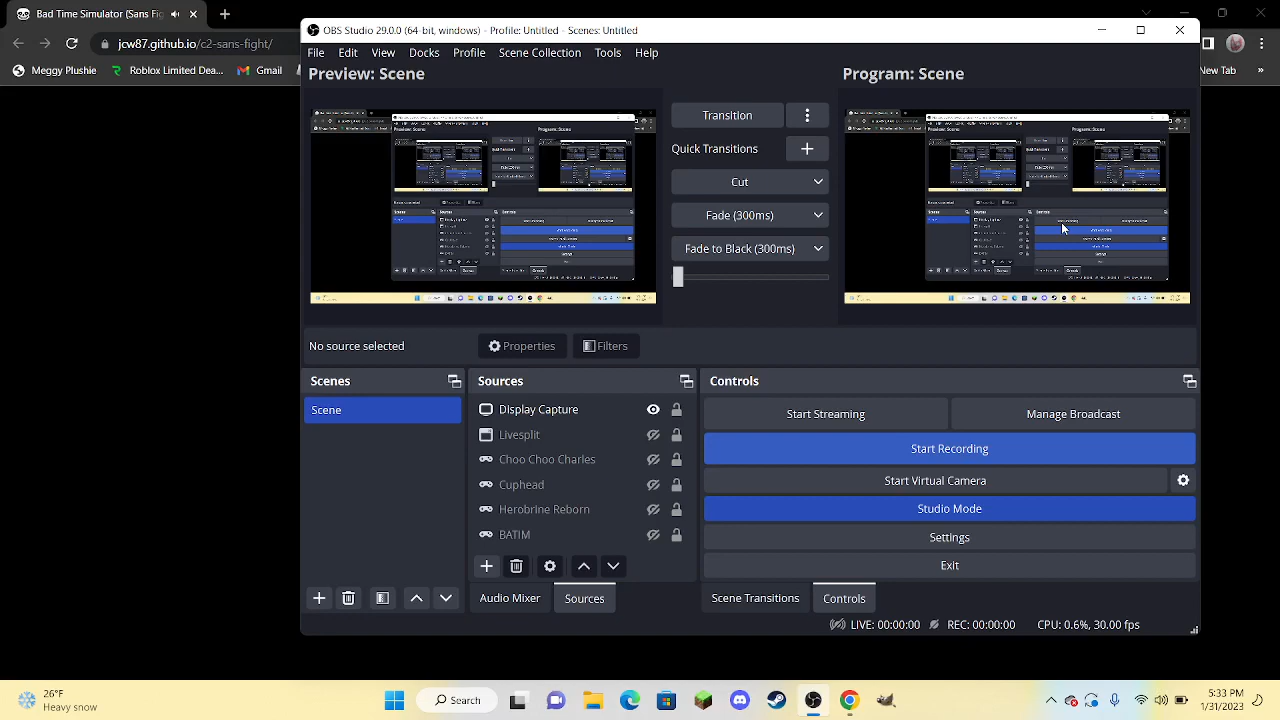 Bad Time Simulator (Sans Fig
jcw87.github.io/c2-sans-fight/
Meggy Plushie
Roblox Limited Dea...
Gmail
New Tab
»
OBS Studio 29.0.0 (64-bit, windows) - Profile: Untitled - Scenes: Untitled
File Edit View Docks Profile Scene Collection Tools Help
Preview: Scene
Program: Scene
Transition
Quick Transitions
Cut
Fade (300ms)
Fade to Black (300ms)
No source selected
Properties
Filters
Scenes
Scene
Sources
Display Capture
Livesplit
Choo Choo Charles
Cuphead
Herobrine Reborn
BATIM
Audio Mixer
Sources
Controls
Start Streaming
Manage Broadcast
Start Recording
Start Virtual Camera
Studio Mode
Settings
Exit
Scene Transitions
Controls
LIVE: 00:00:00
REC: 00:00:00
CPU: 0.6%, 30.00 fps
26°F
Heavy snow
Search
5:33 PM
1/31/2023